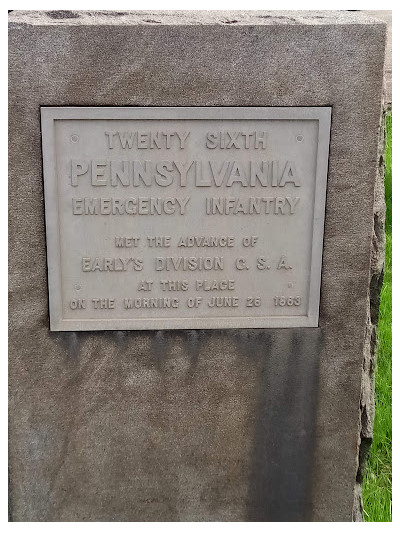 TWENTY SIXTH
PENNSYLVANIA
EMERGENCY INFANTRY
MET THE ADVANCE OF
EARLY'S DIVISION C. S. A.
AT THIS PLACE
ON THE MORNING OF JUNE 26 1863